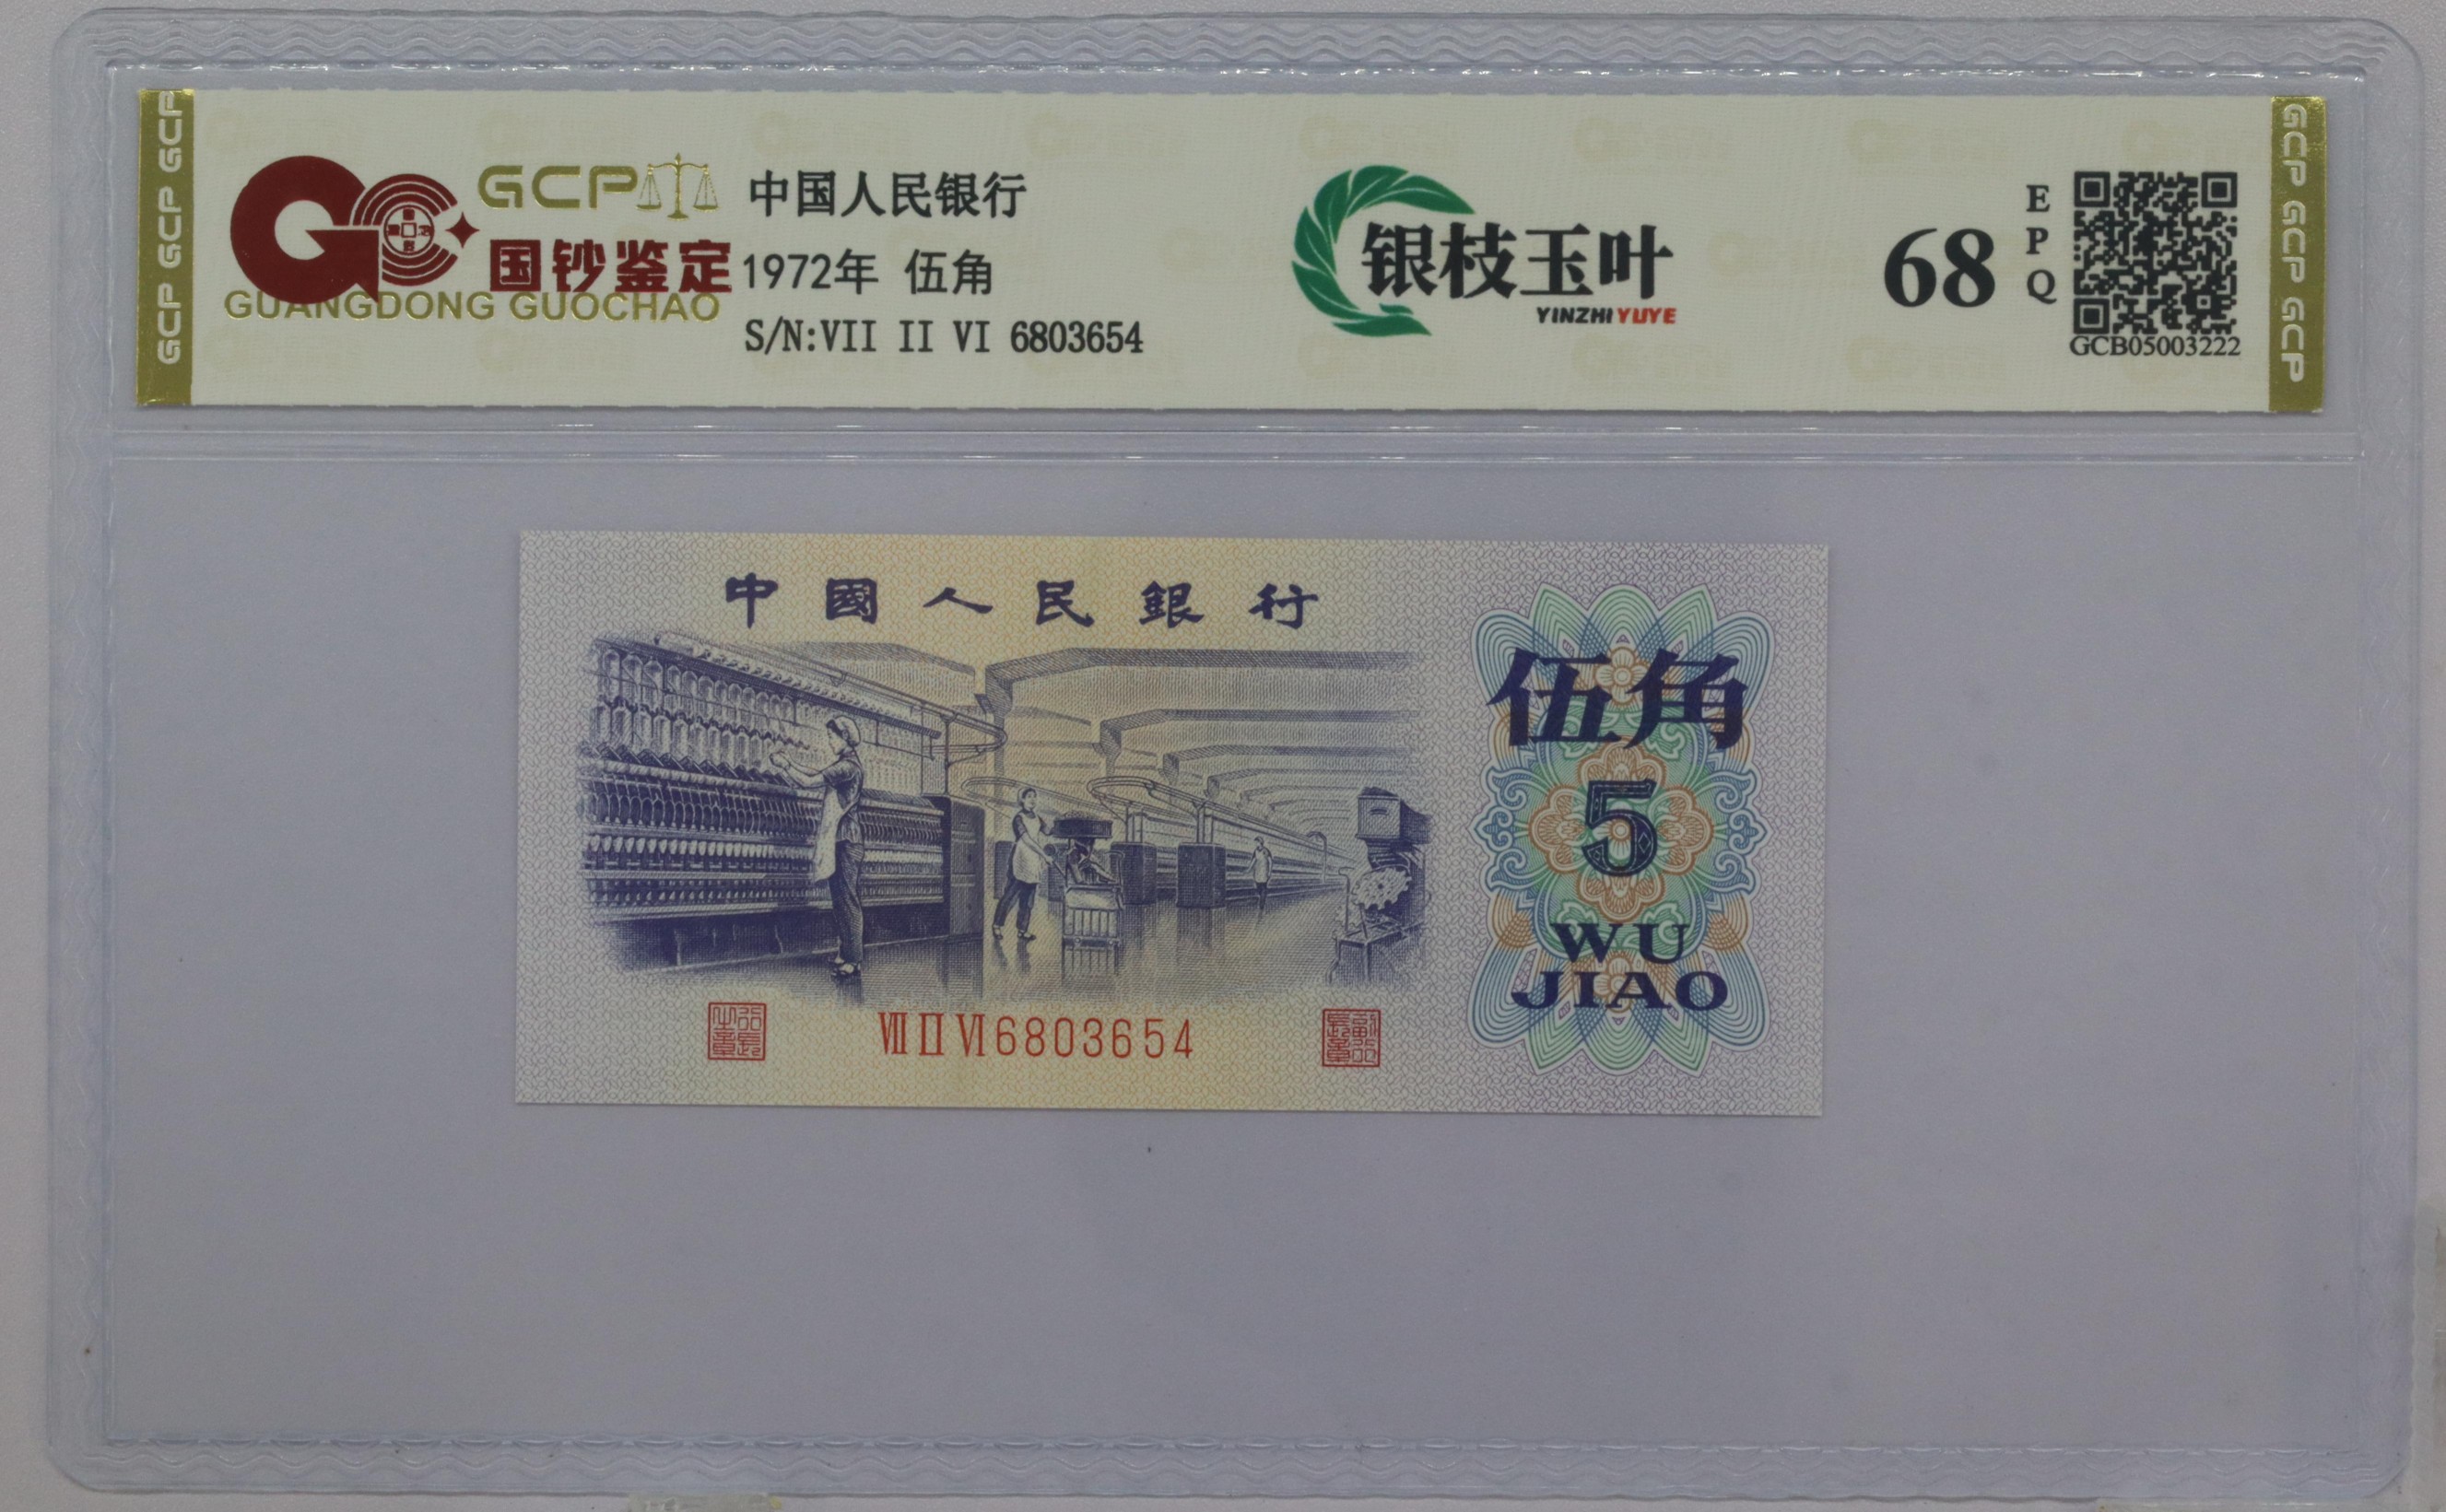 GCP GCP GCP
GCP
国钞鉴定
GUANGDONG GUOCHAO
中国人民银行
1972年 伍角
S/N:VII II VI 6803654
银枝玉叶
YINZHI YUYE
68
EPQ
GCB05003222
GCP GCP GCP
中國人民銀行
伍角
5
WU
JIAO
VII II VI 6803654